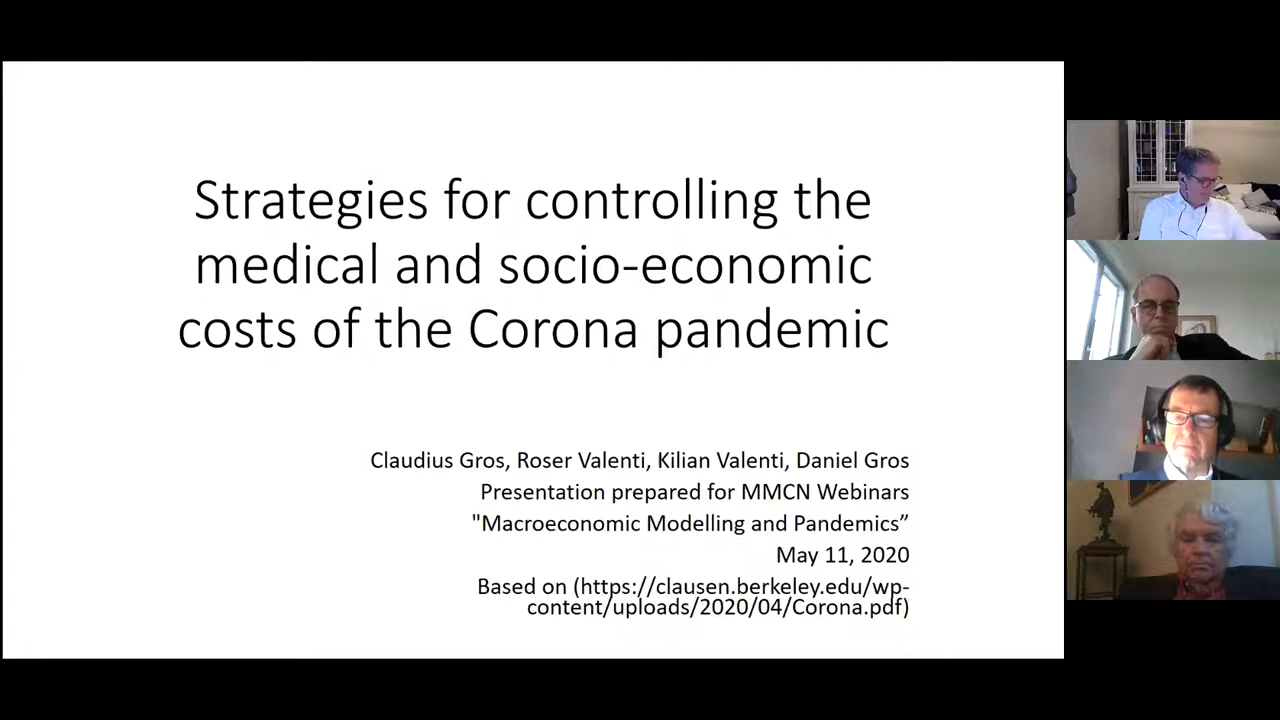 Strategies for controlling the
medical and socio-economic
costs of the Corona pandemic
Claudius Gros, Roser Valenti, Kilian Valenti, Daniel Gros
Presentation prepared for MMCN Webinars
"Macroeconomic Modelling and Pandemics”
May 11, 2020
Based on (https://clausen.berkeley.edu/wp-
content/uploads/2020/04/Corona.pdf)